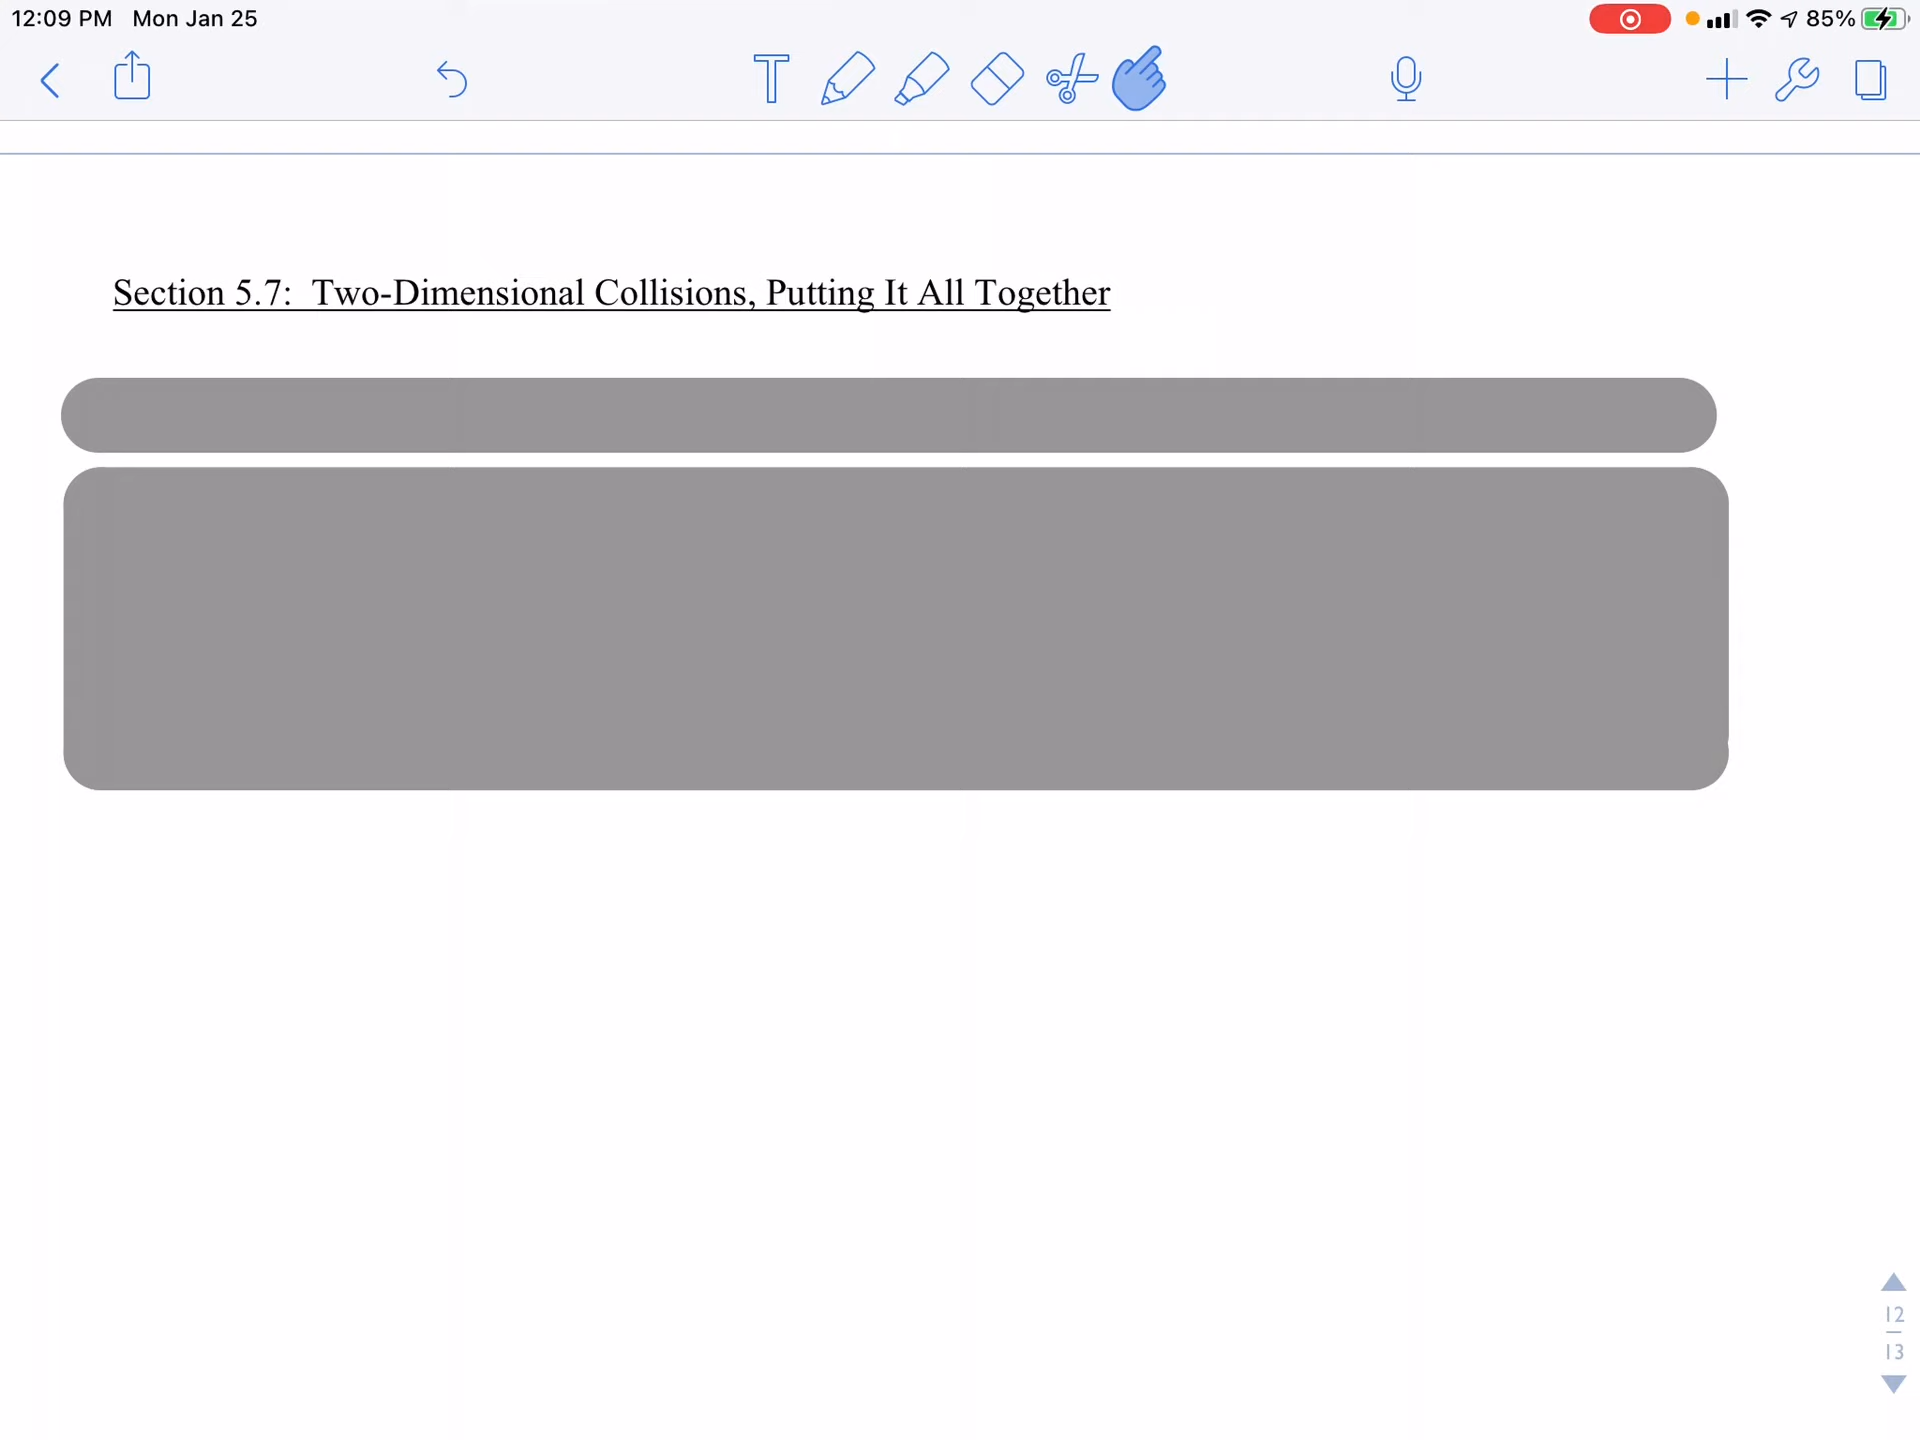 12:09 PM Mon Jan 25
85%
T
Section 5.7: Two-Dimensional Collisions, Putting It All Together
12
13